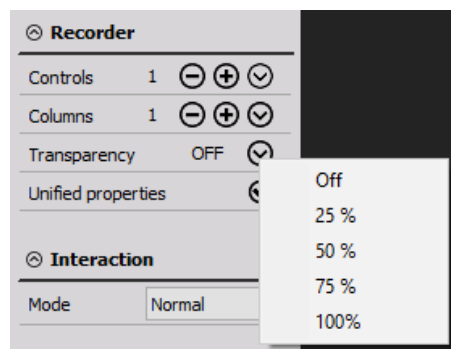 Recorder
Controls 1
Columns 1
Transparency OFF
Unified properties
Off
25 %
50 %
75 %
100%
Interaction
Mode Normal